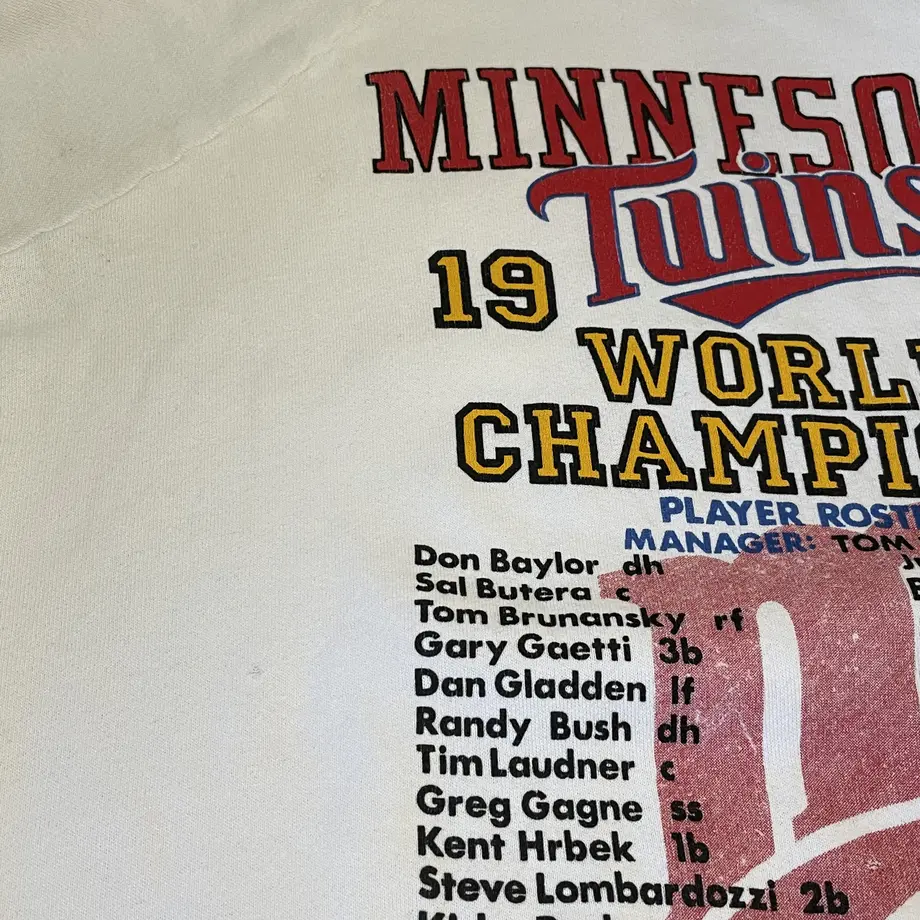 MINNESO
Twins
19
WORL
CHAMPIO
PLAYER ROST
MANAGER: TOM
Don Baylor dh
Sal Butera c
Tom Brunansky rf
Gary Gaetti 3b
Dan Gladden lf
Randy Bush dh
Tim Laudner c
Greg Gagne ss
Kent Hrbek 1b
Steve Lombardozzi 2b